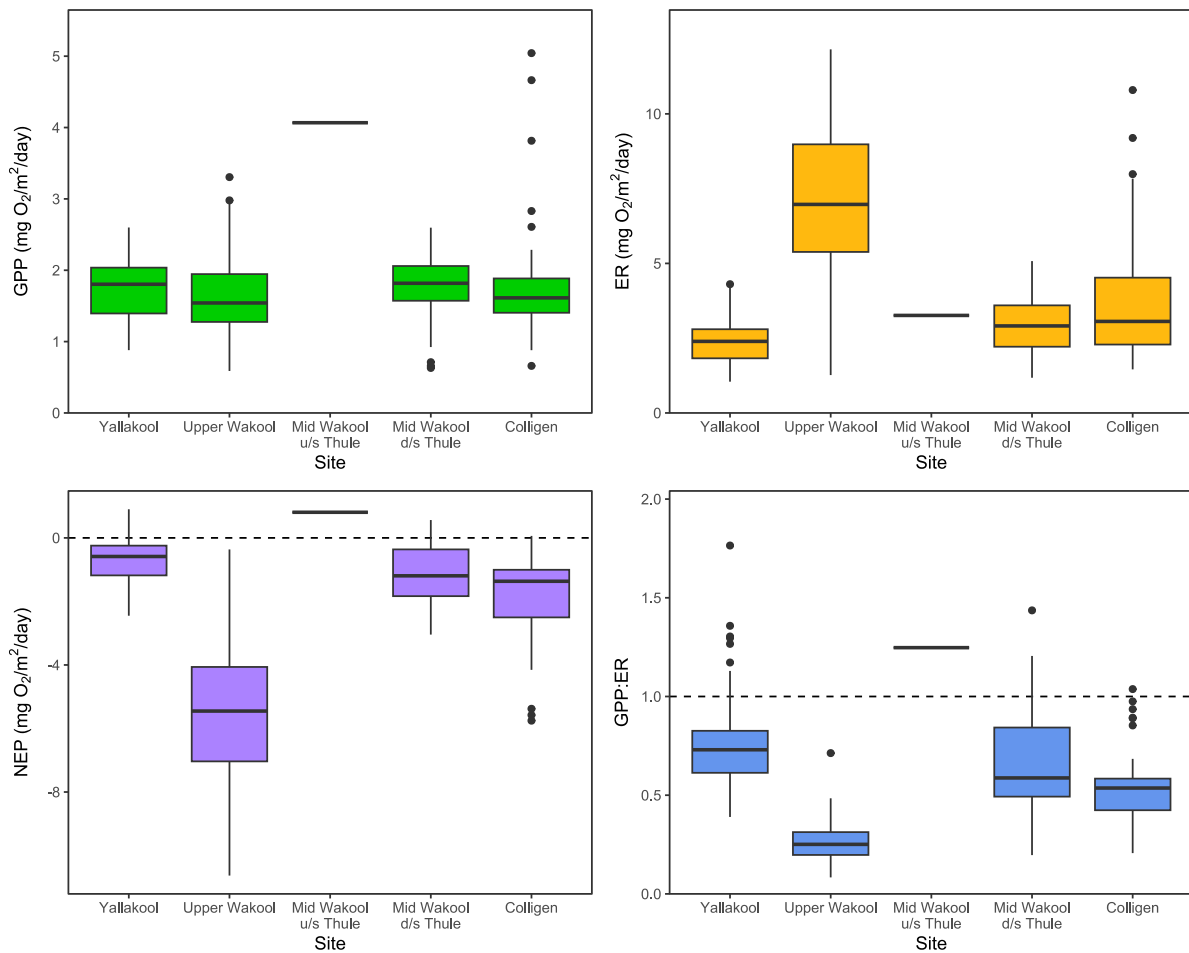 GPP (mg O₂/m²/day)
5
4
3
2
1
0
Yallakool Upper Wakool Mid Wakool Mid Wakool Colligen
u/s Thule d/s Thule
Site
ER (mg O₂/m²/day)
10
5
0
Yallakool Upper Wakool Mid Wakool Mid Wakool Colligen
u/s Thule d/s Thule
Site
NEP (mg O₂/m²/day)
0
-4
-8
Yallakool Upper Wakool Mid Wakool Mid Wakool Colligen
u/s Thule d/s Thule
Site
GPP:ER
2.0
1.5
1.0
0.5
0.0
Yallakool Upper Wakool Mid Wakool Mid Wakool Colligen
u/s Thule d/s Thule
Site